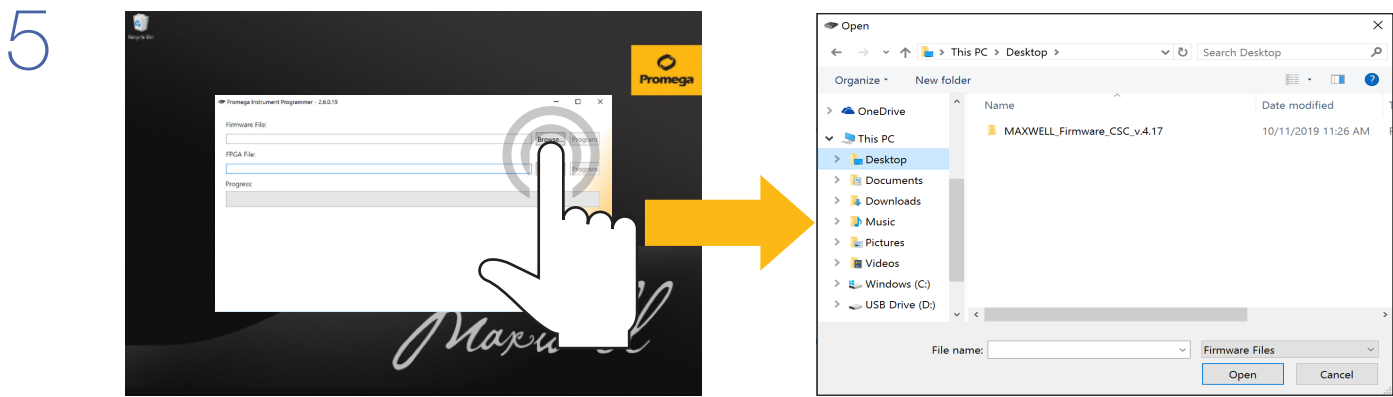 5
Recycle Bin
Promega
Promega Instrument Programmer - 2.6.0.19
Firmware File:
Browse... Program
FPGA File:
Program
Progress:
Maxwell
Open
This PC > Desktop >
Search Desktop
Organize
New folder
Name
Date modified
OneDrive
MAXWELL_Firmware_CSC_v.4.17
10/11/2019 11:26 AM
This PC
Desktop
Documents
Downloads
Music
Pictures
Videos
Windows (C:)
USB Drive (D:)
File name:
Firmware Files
Open
Cancel